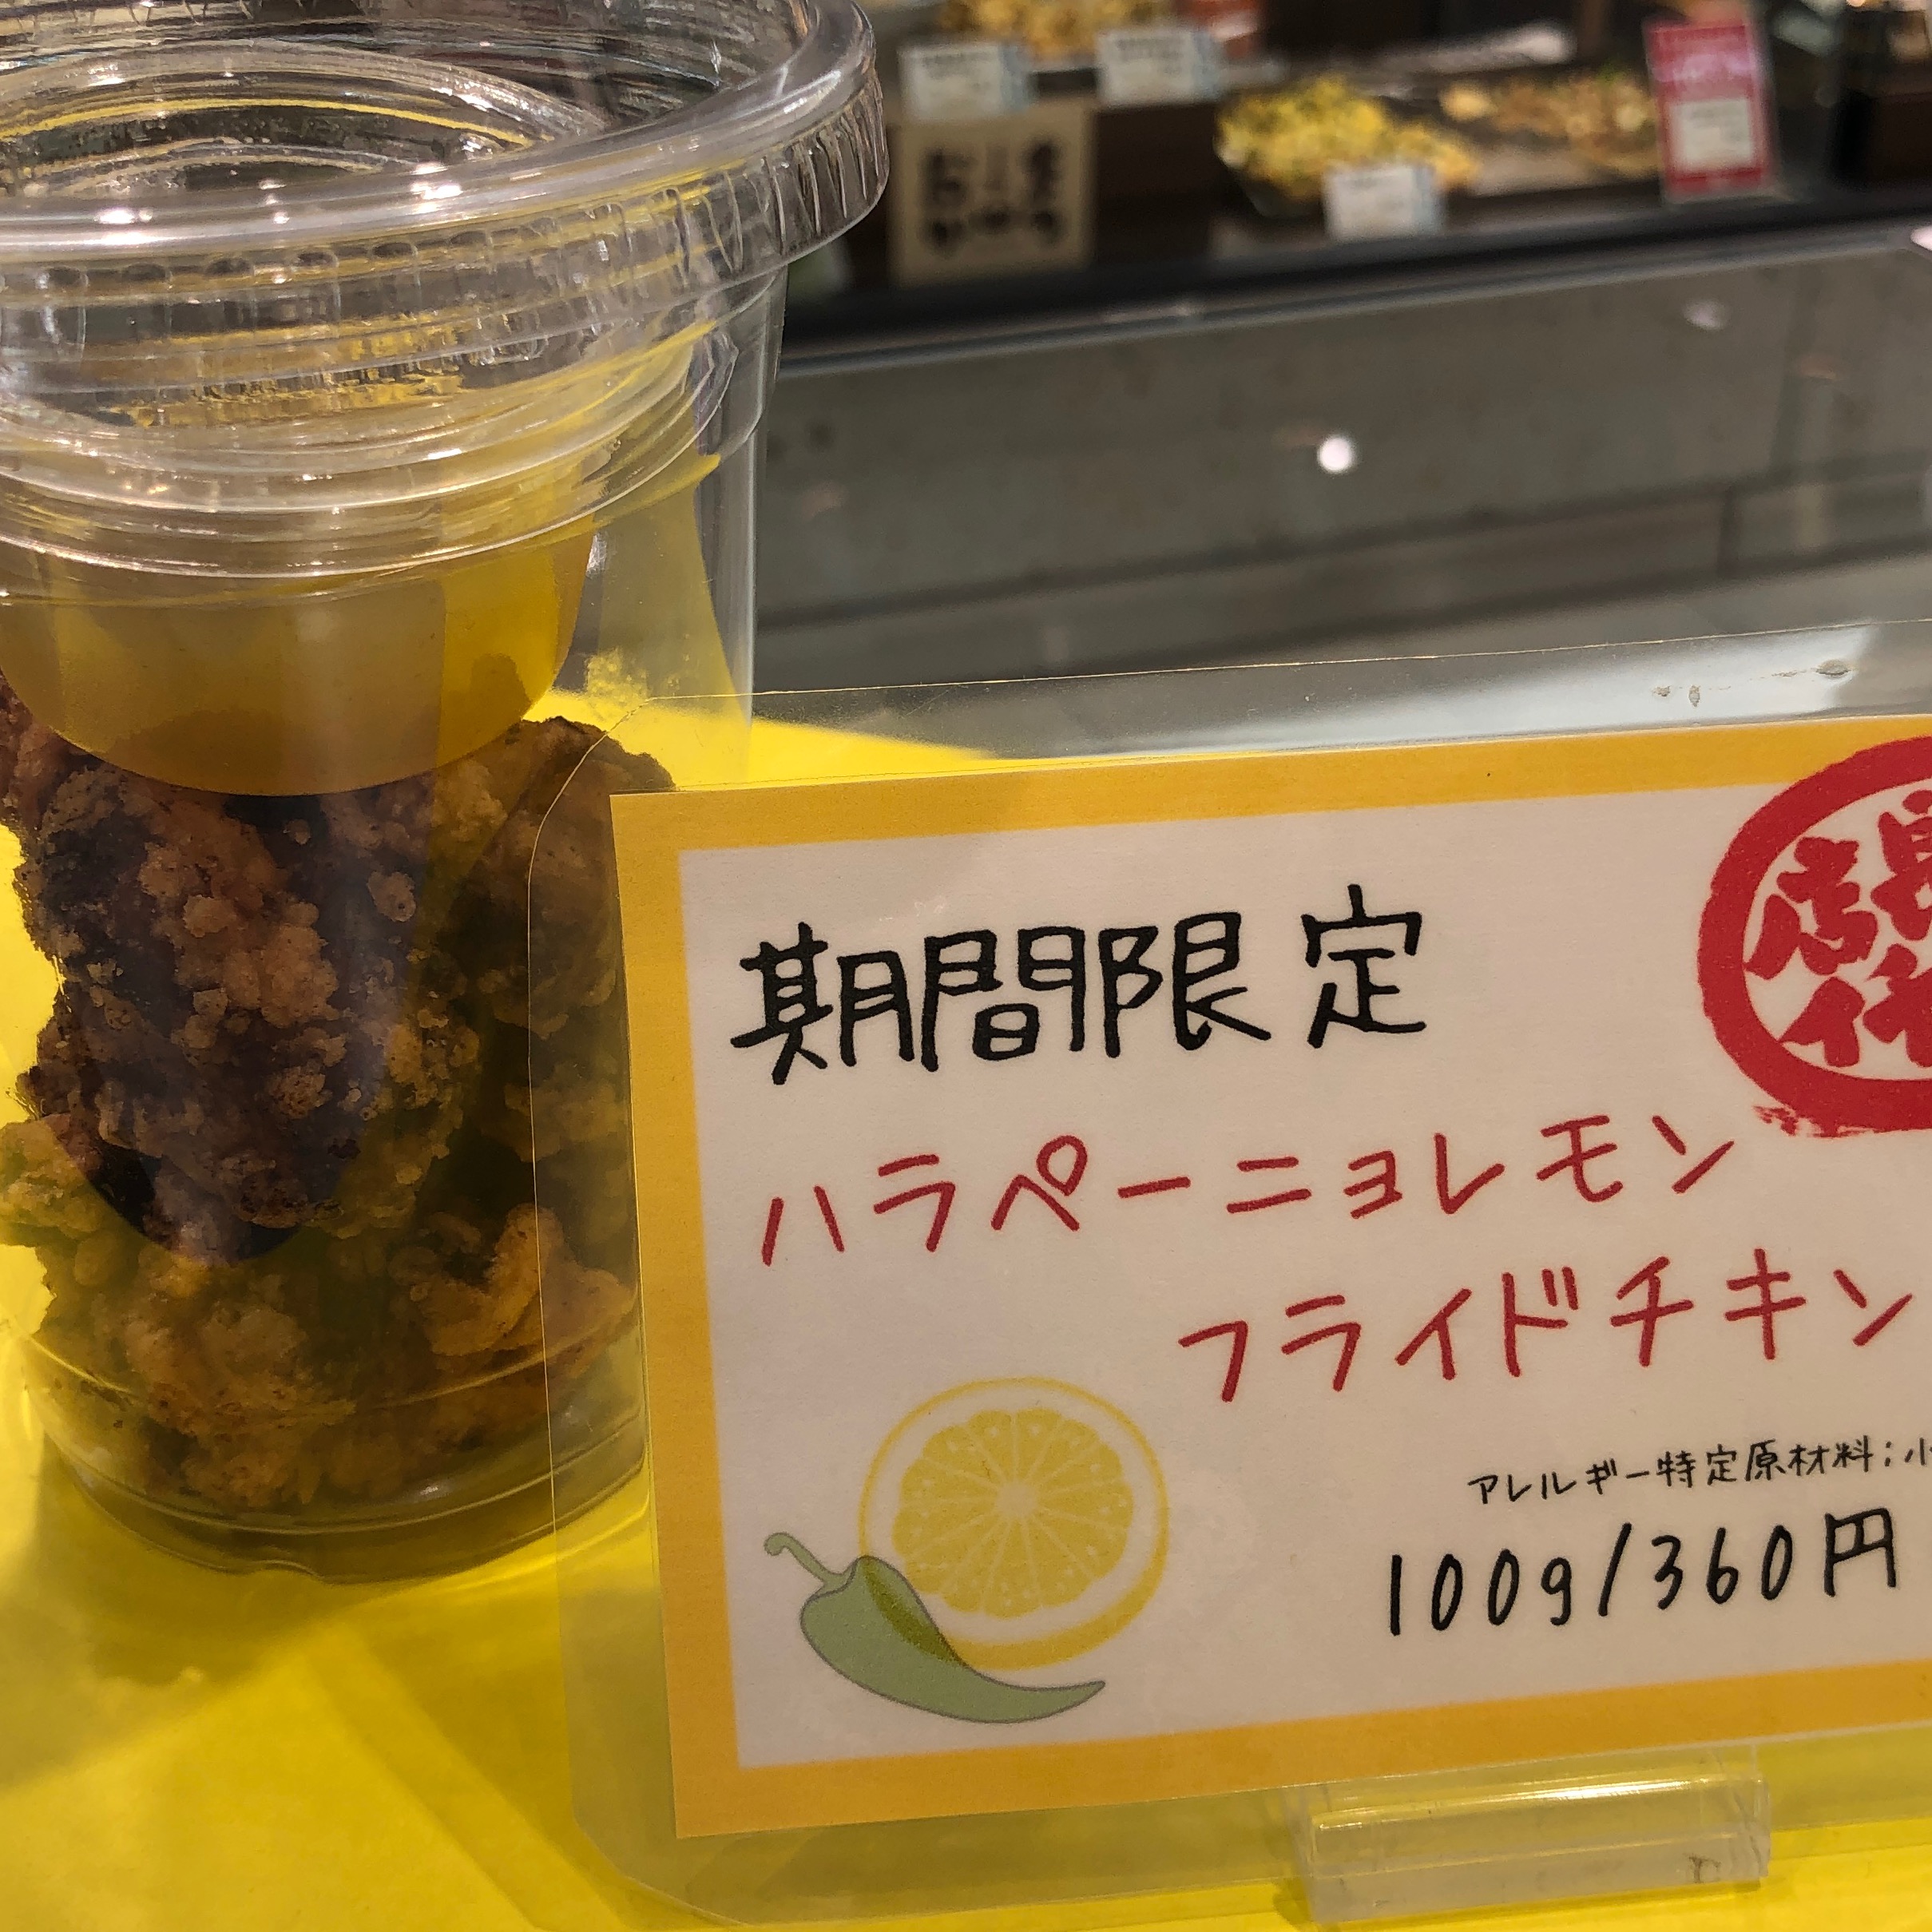 期間限定
ハラペーニョレモン
フライドチキン
アレルギー特定原材料:小
100g/360円